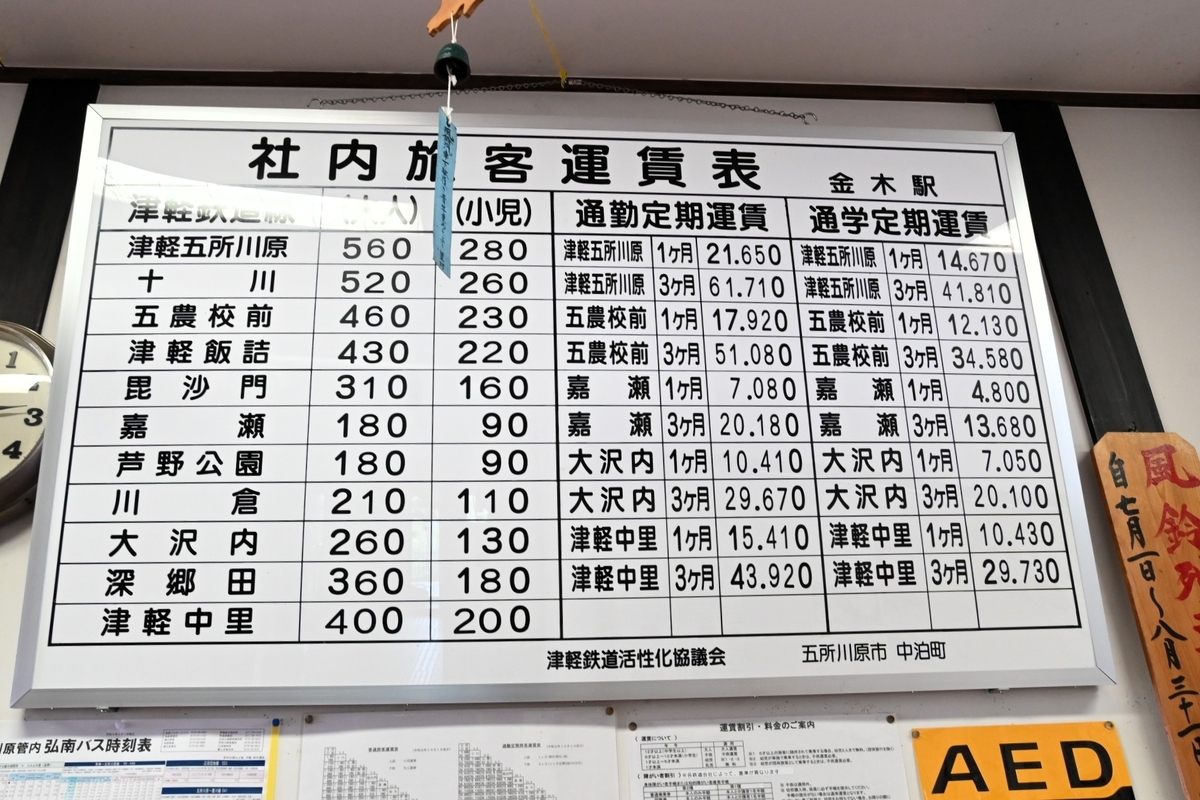 社内旅客運賃表 金木駅
津軽鉄道線 (大人) (小児) 通勤定期運賃 通学定期運賃
津軽五所川原 560 280 津軽五所川原 1ヶ月 21.650 津軽五所川原 1ヶ月 14.670
十川 520 260 津軽五所川原 3ヶ月 61.710 津軽五所川原 3ヶ月 41.810
五農校前 460 230 五農校前 1ヶ月 17.920 五農校前 1ヶ月 12.130
津軽飯詰 430 220 五農校前 3ヶ月 51.080 五農校前 3ヶ月 34.580
毘沙門 310 160 嘉瀬 1ヶ月 7.080 嘉瀬 1ヶ月 4.800
嘉瀬 180 90 嘉瀬 3ヶ月 20.180 嘉瀬 3ヶ月 13.680
芦野公園 180 90 大沢内 1ヶ月 10.410 大沢内 1ヶ月 7.050
川倉 210 110 大沢内 3ヶ月 29.670 大沢内 3ヶ月 20.100
大沢内 260 130 津軽中里 1ヶ月 15.410 津軽中里 1ヶ月 10.430
深郷田 360 180 津軽中里 3ヶ月 43.920 津軽中里 3ヶ月 29.730
津軽中里 400 200
津軽鉄道活性化協議会 五所川原市 中泊町
1
3
4
風鈴列
自七月一日〜八月三十一
原管内 弘南バス時刻表
運賃割引・料金のご案内
AED